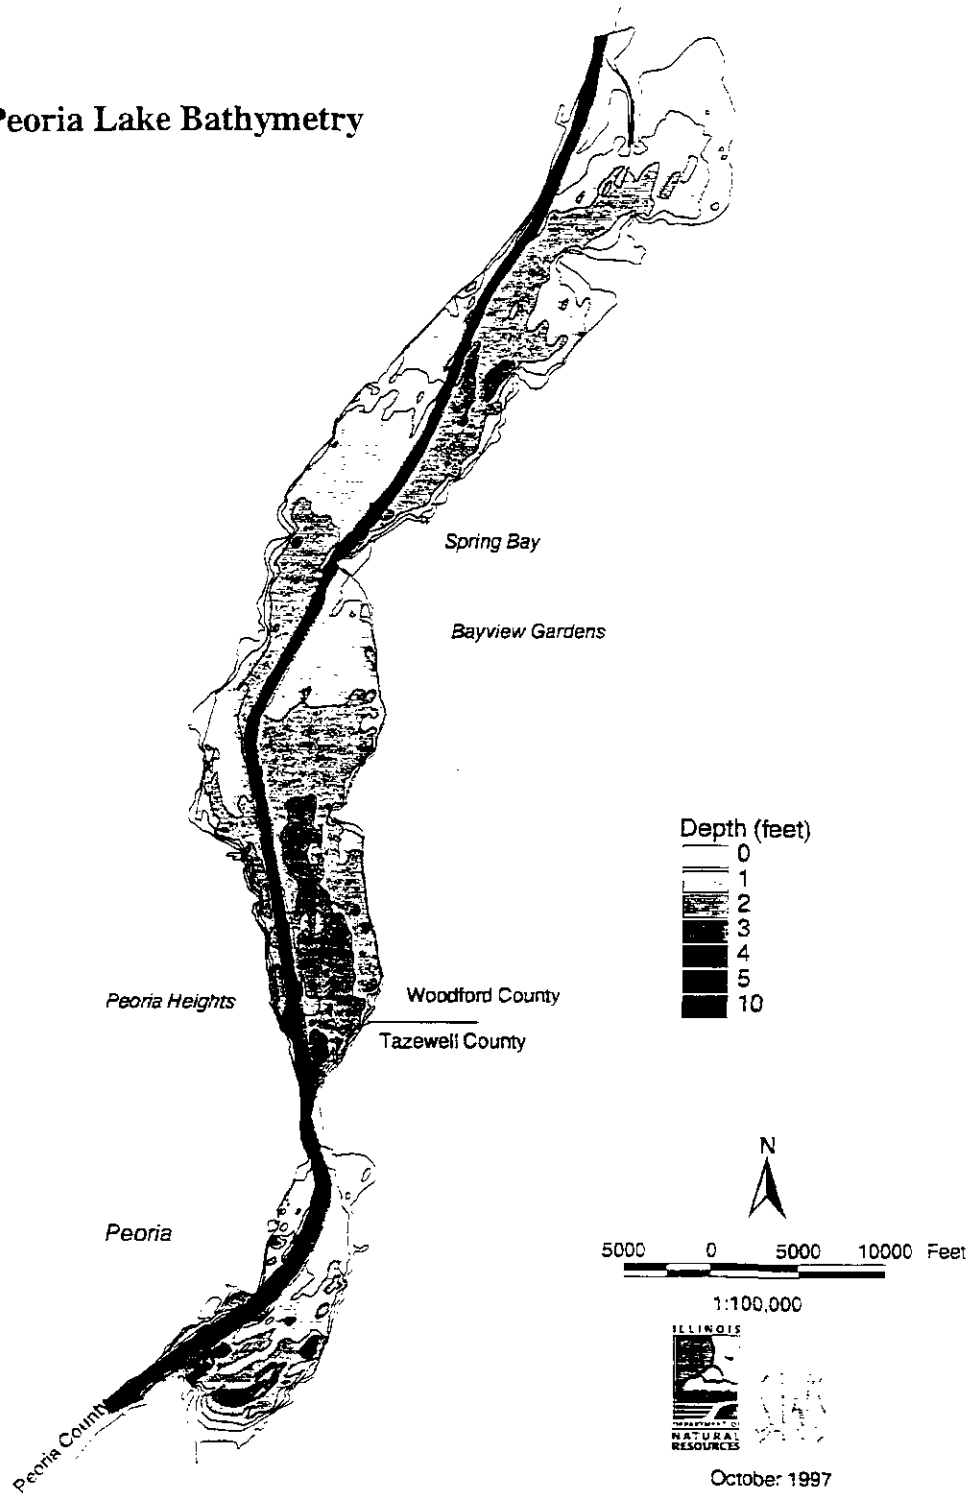 Peoria Lake Bathymetry
Spring Bay
Bayview Gardens
Depth (feet)
0
1
2
3
4
5
10
Peoria Heights
Woodford County
Tazewell County
N
Peoria
5000 0 5000 10000 Feet
1:100,000
ILLINOIS
DEPARTMENT OF
NATURAL
RESOURCES
Peoria County
October 1997